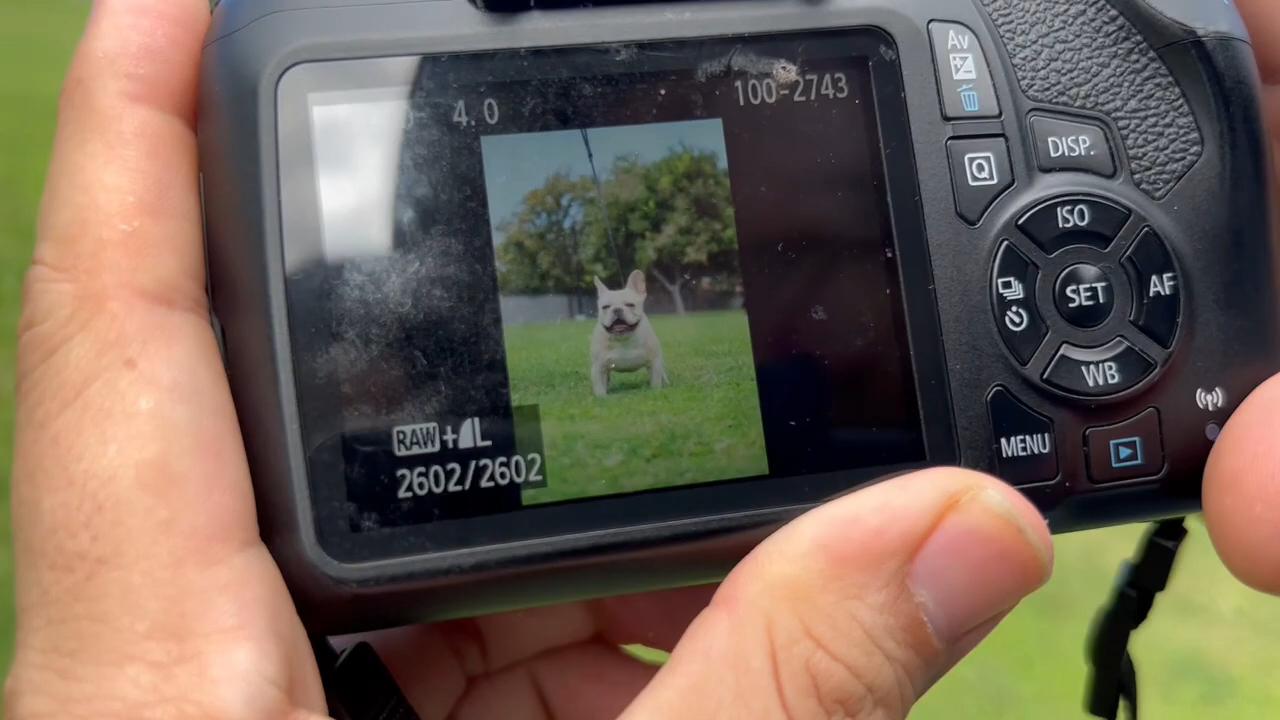 4.0
100-2743
RAW+L
2602/2602
Av
Q
DISP.
ISO
AF
SET
WB
MENU